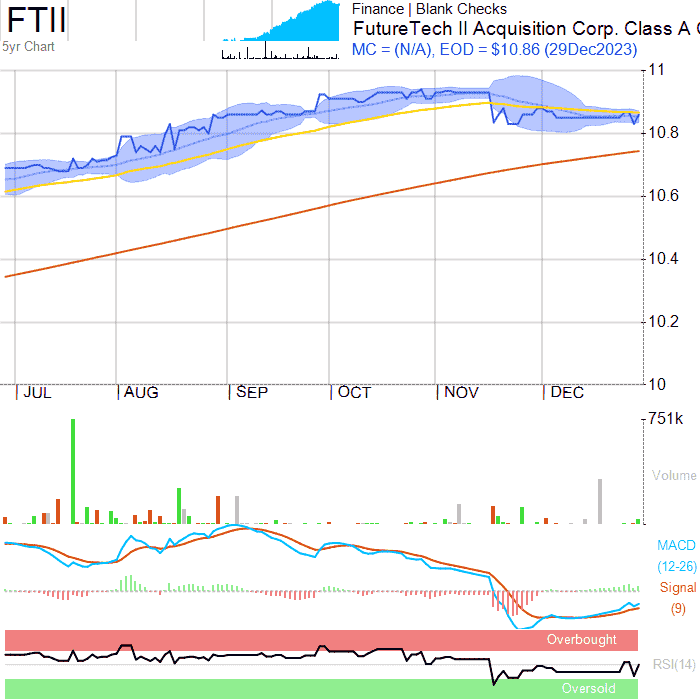 FTII
5yr Chart
Finance | Blank Checks
FutureTech II Acquisition Corp. Class A
MC = (N/A), EOD = $10.86 (29Dec2023)
11
10.8
10.6
10.4
10.2
10
JUL AUG SEP OCT NOV DEC
751k
Volume
MACD
(12-26)
Signal
(9)
Overbought
RSI(14)
Oversold